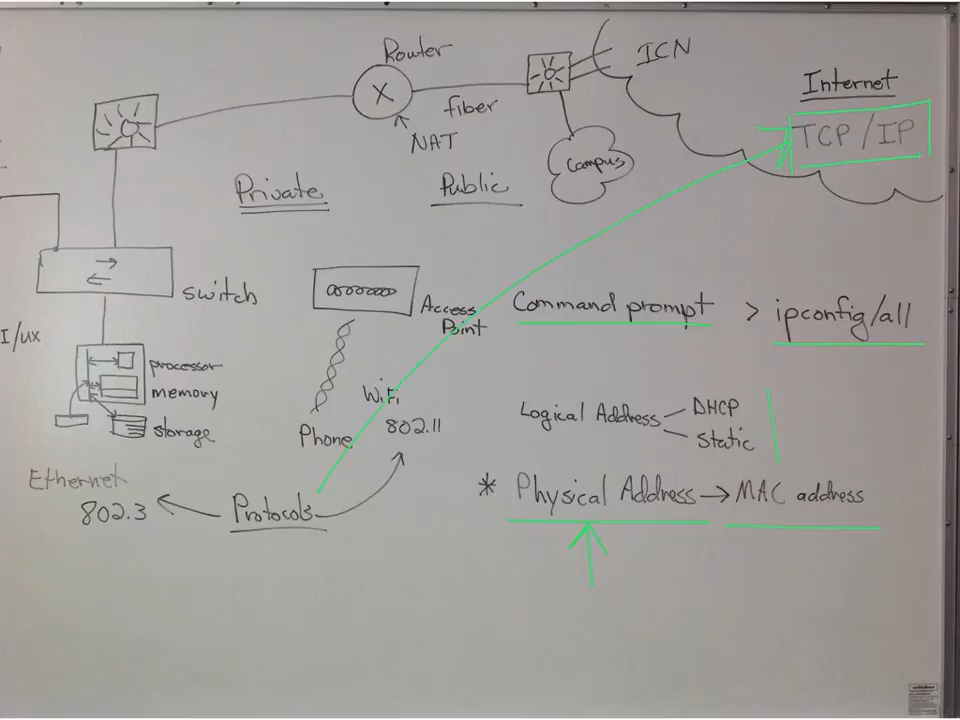 Router
ICN
Internet
fiber
TCP/IP
NAT
campus
Private
Public
switch
Access
Point
Command prompt > ipconfig/all
I/ux
processor
memory
storage
WiFi
802.11
Phone
Logical Address
DHCP
Static
Ethernet
802.3
Protocols
* Physical Address → MAC address